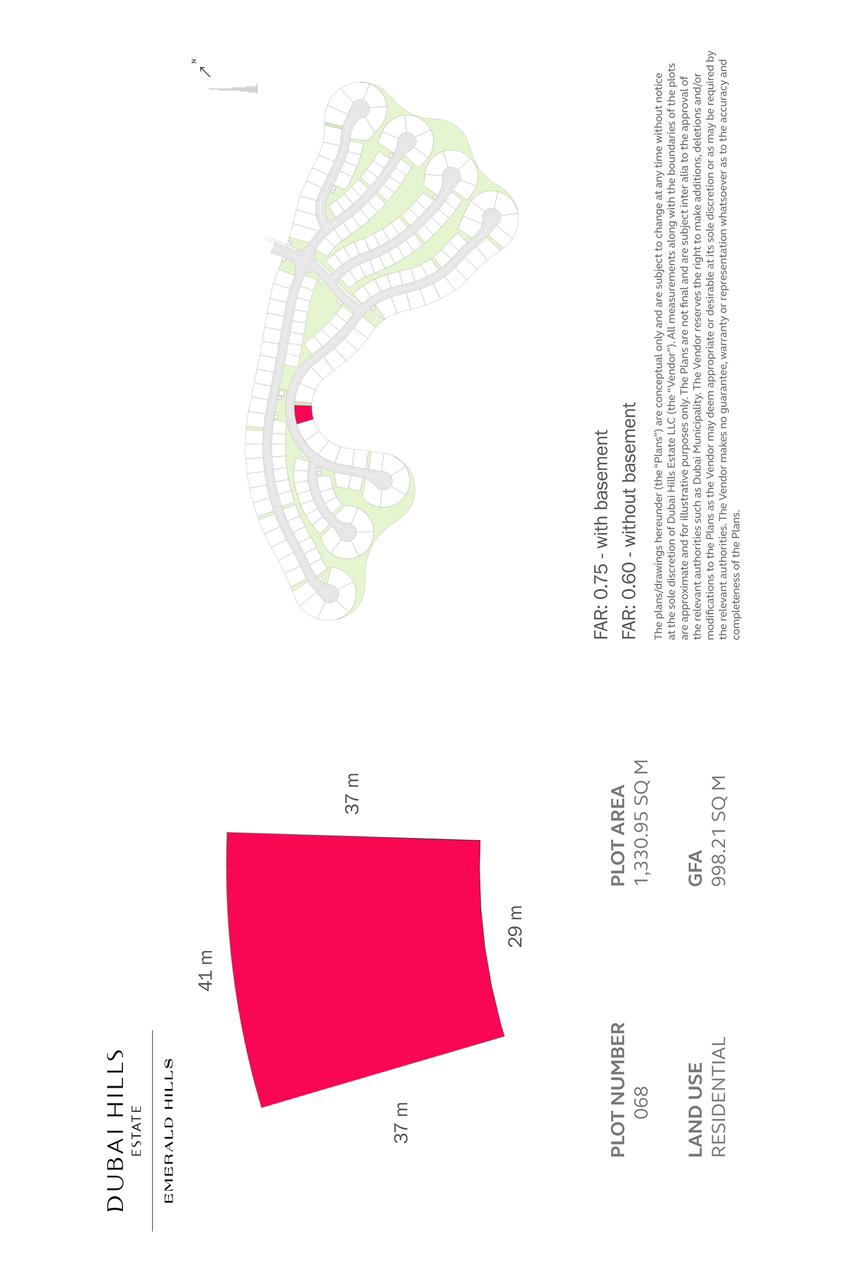 DUBAI HILLS
ESTATE
EMERALD HILLS
41 m
37 m
37 m
29 m
N
PLOT NUMBER
068
PLOT AREA
1,330.95 SQ M
LAND USE
RESIDENTIAL
GFA
998.21 SQ M
FAR: 0.75 - with basement
FAR: 0.60 - without basement
The plans/drawings hereunder (the “Plans”) are conceptual only and are subject to change at any time without notice
at the sole discretion of Dubai Hills Estate LLC (the “Vendor”). All measurements along with the boundaries of the plots
are approximate and for illustrative purposes only. The Plans are not final and are subject inter alia to the approval of
the relevant authorities such as Dubai Municipality. The Vendor reserves the right to make additions, deletions and/or
modifications to the Plans as the Vendor may deem appropriate or desirable at its sole discretion or as may be required by
the relevant authorities. The Vendor makes no guarantee, warranty or representation whatsoever as to the accuracy and
completeness of the Plans.